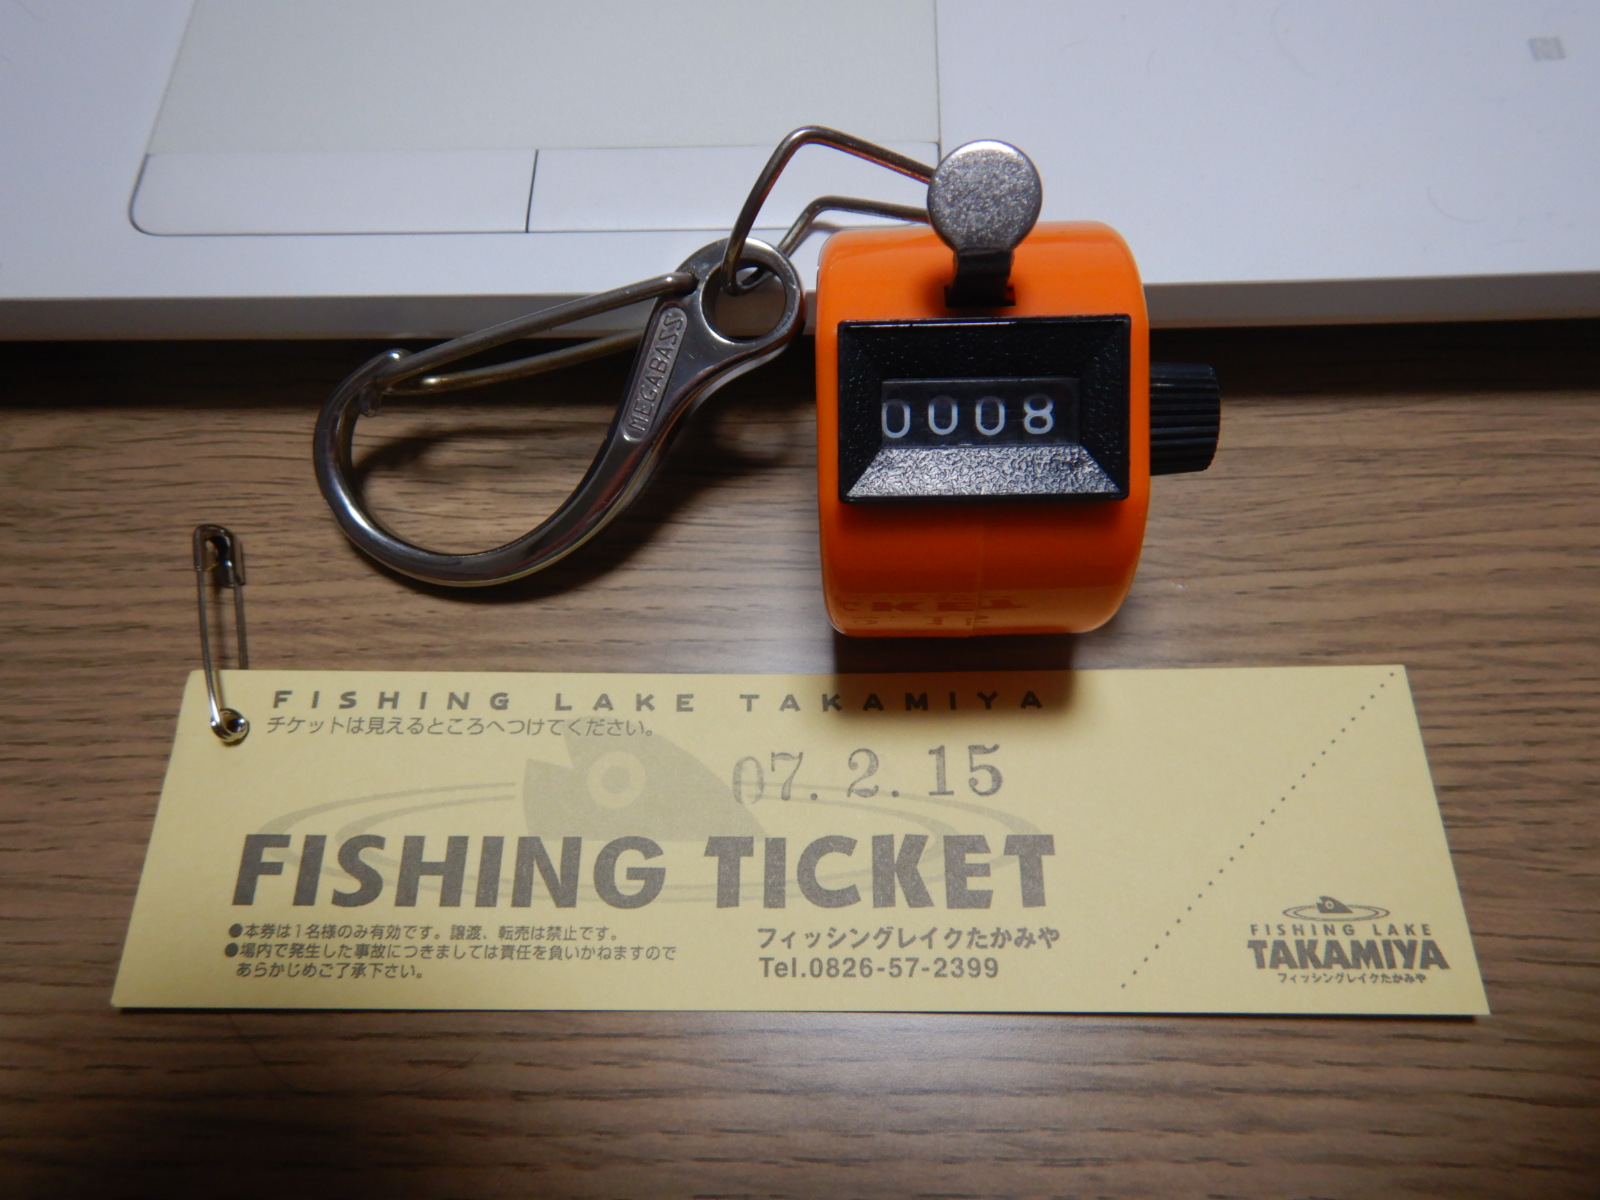 MEGABASS
0008
FISHING LAKE TAKAMIYA
チケットは見えるところへつけてください。
07.2.15
FISHING TICKET
●本券は1名様のみ有効です。譲渡、転売は禁止です。
●場内で発生した事故につきましては責任を負いかねますので
あらかじめご了承下さい。
フィッシングレイクたかみや
Tel.0826-57-2399
FISHING LAKE
TAKAMIYA
フィッシングレイクたかみや